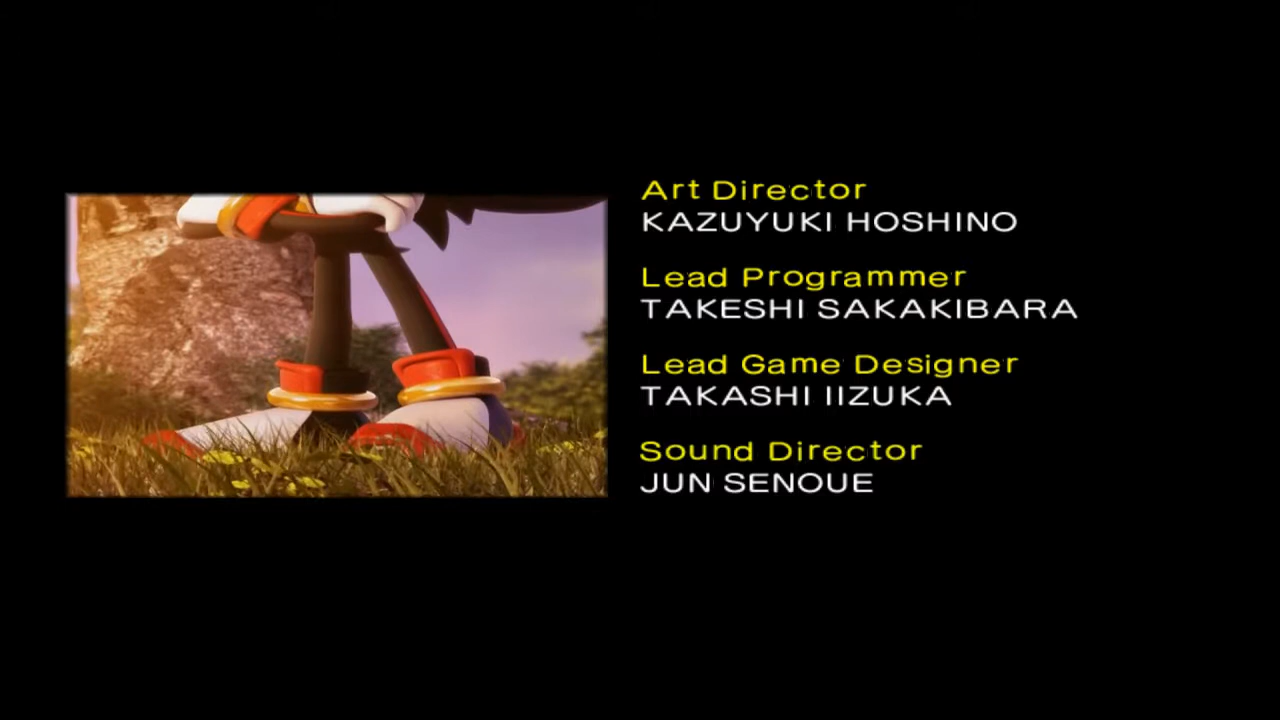 Art Director
KAZUYUKI HOSHINO
Lead Programmer
TAKESHI SAKAKIBARA
Lead Game Designer
TAKASHI IIZUKA
Sound Director
JUN SENOUE